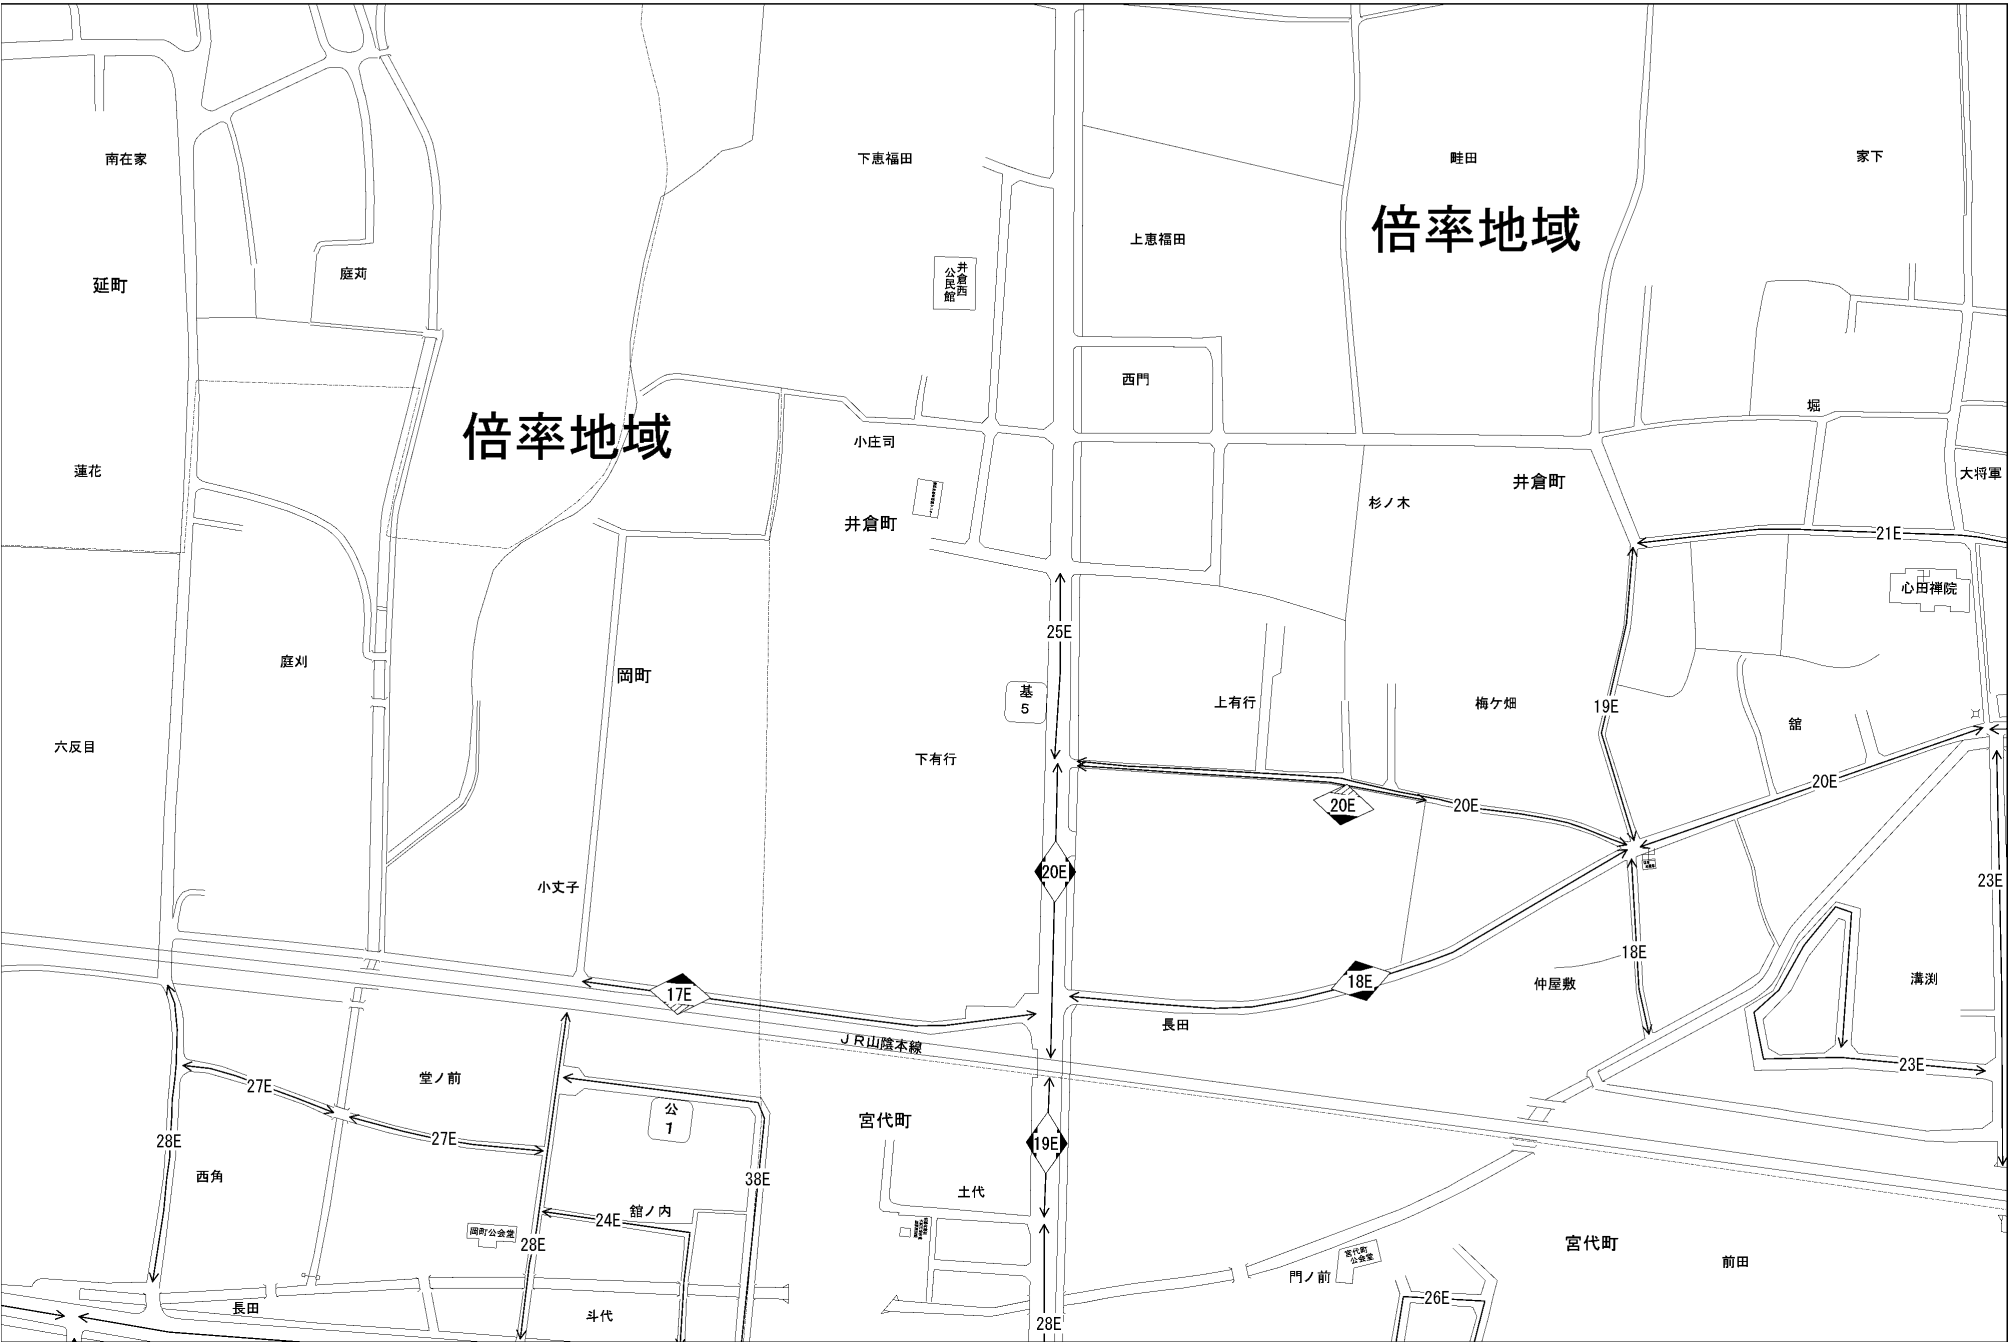 南在家
下恵福田
畦田
家下
倍率地域
上恵福田
延町
庭苅
井倉西
公民館
西門
堀
倍率地域
小庄司
蓮花
井倉町
大将軍
杉ノ木
井倉町
21E
心田禅院
25E
庭刈
岡町
基
5
上有行
梅ケ畑
19E
舘
六反目
下有行
20E
20E
20E
20E
23E
小丈子
18E
18E
仲屋敷
溝渕
17E
長田
JR山陰本線
23E
堂ノ前
27E
公
1
宮代町
27E
28E
19E
西角
38E
土代
舘ノ内
24E
岡町公会堂
28E
宮代町
宮代町
公会堂
前田
門ノ前
26E
長田
斗代
28E